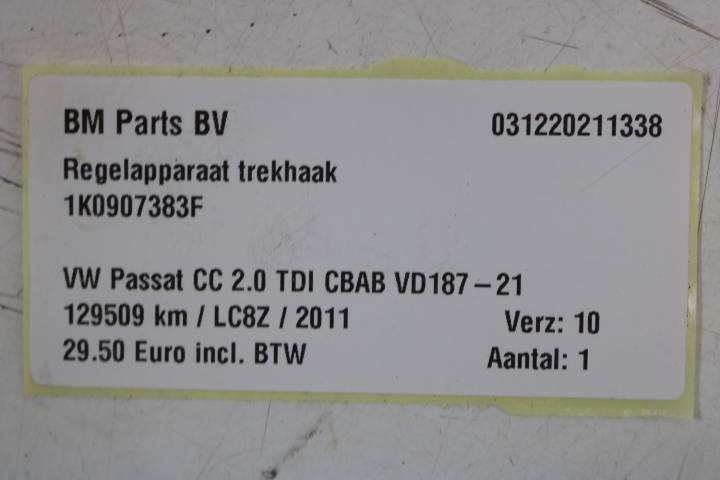 BM Parts BV 031220211338
Regelapparaat trekhaak
1K0907383F
VW Passat CC 2.0 TDI CBAB VD187-21
129509 km / LC8Z / 2011 Verz: 10
29.50 Euro incl. BTW Aantal: 1